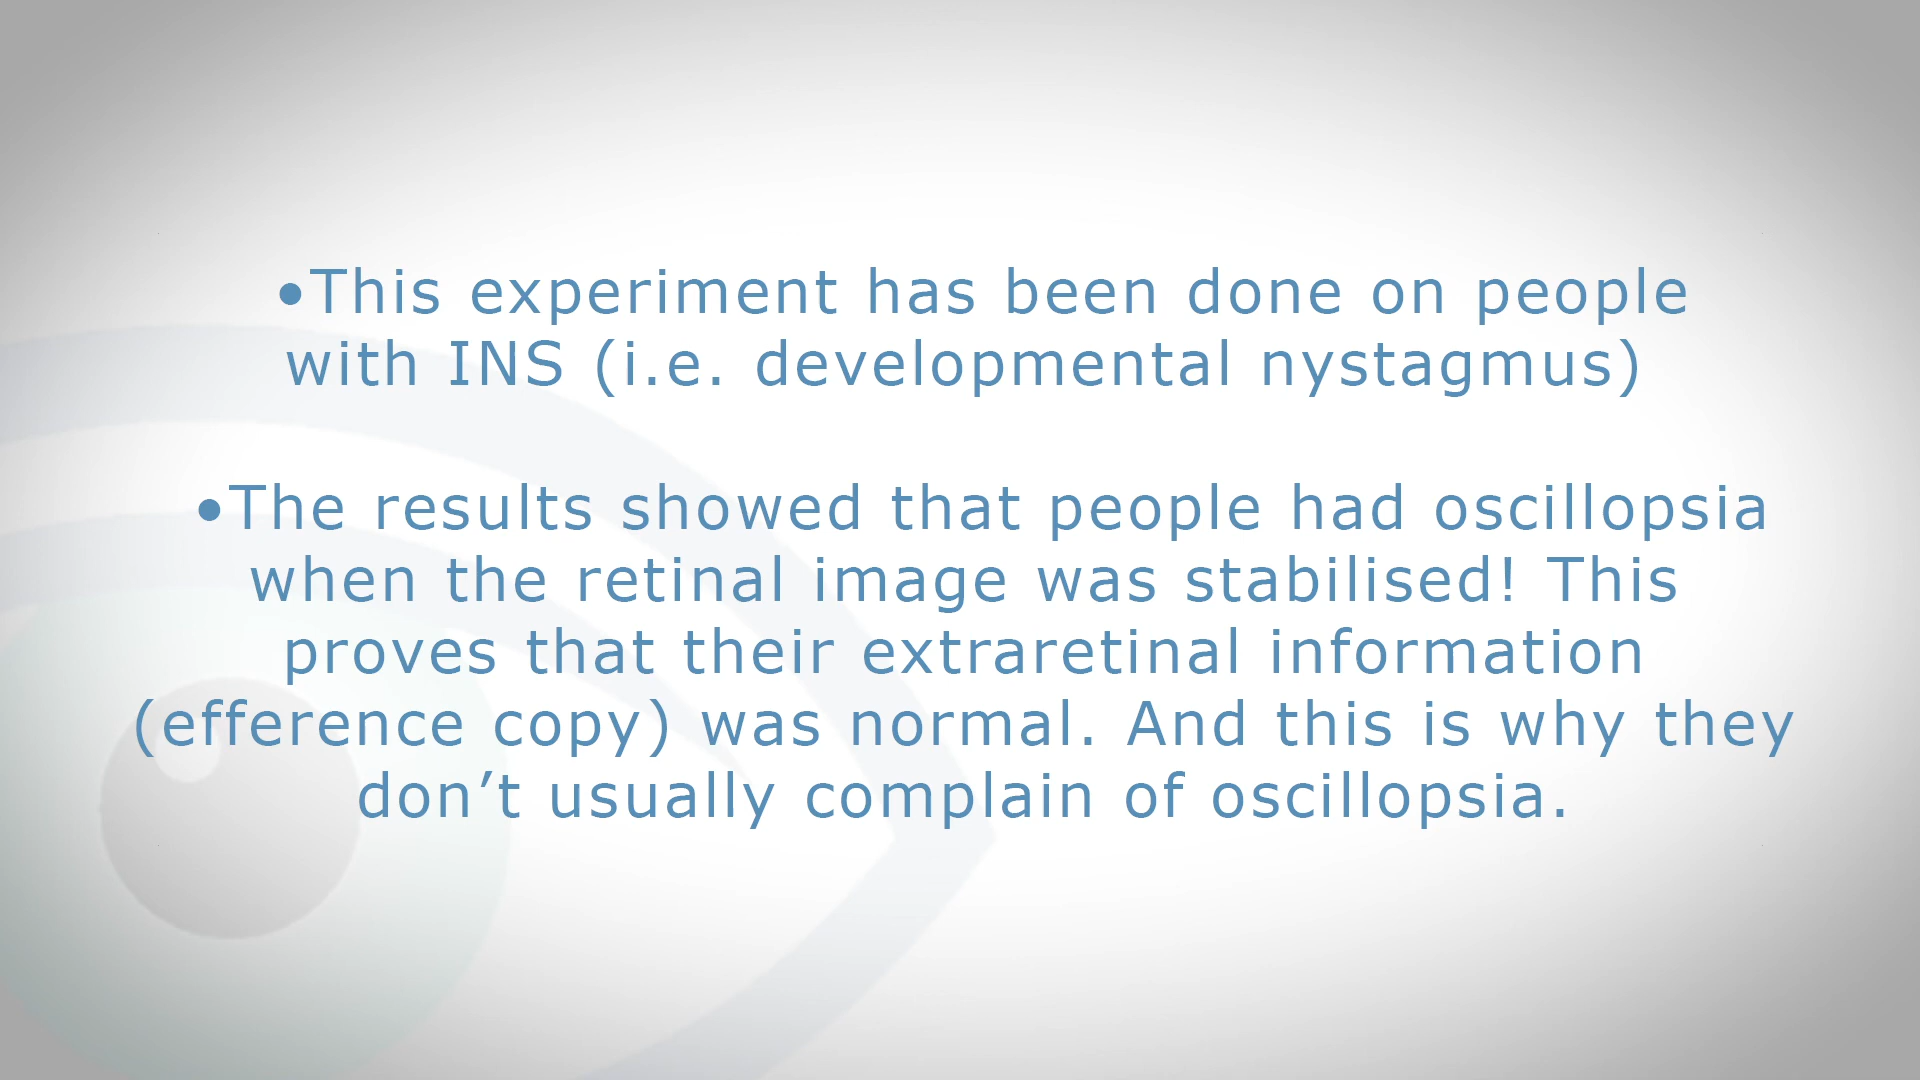 •This experiment has been done on people
with INS (i.e. developmental nystagmus)
•The results showed that people had oscillopsia
when the retinal image was stabilised! This
proves that their extraretinal information
(efference copy) was normal. And this is why they
don’t usually complain of oscillopsia.